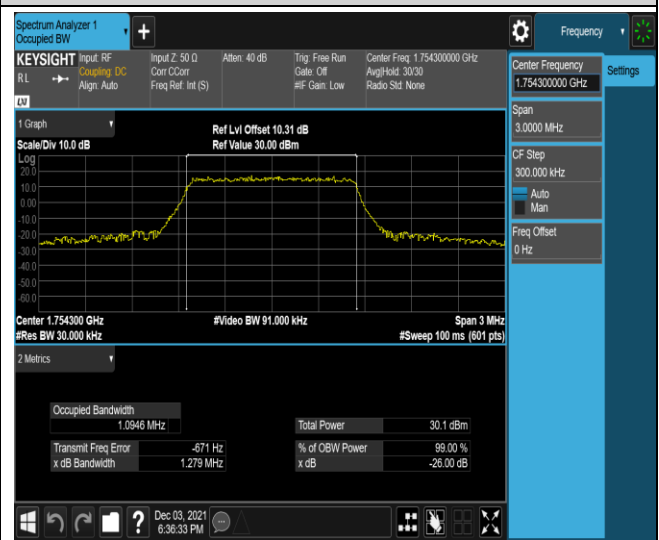 Spectrum Analyzer 1
Occupied BW
+
Frequency
KEYSIGHT
Input: RF
Coupling: DC
Align: Auto
R L
LXI
Input Z: 50 Ω
Corr CCorr
Freq Ref: Int (S)
Atten: 40 dB
Trig: Free Run
Gate: Off
#IF Gain: Low
Center Freq: 1.754300000 GHz
Avg|Hold: 30/30
Radio Std: None
Center Frequency
1.754300000 GHz
Settings
Span
3.0000 MHz
CF Step
300.000 kHz
Auto
Man
Freq Offset
0 Hz
1 Graph
Scale/Div 10.0 dB
Ref Lvl Offset 10.31 dB
Ref Value 30.00 dBm
Log
20.0
10.0
0.00
-10.0
-20.0
-30.0
-40.0
-50.0
-60.0
Center 1.754300 GHz
#Video BW 91.000 kHz
Span 3 MHz
#Res BW 30.000 kHz
#Sweep 100 ms (601 pts)
2 Metrics
Occupied Bandwidth
1.0946 MHz
Total Power 30.1 dBm
Transmit Freq Error -671 Hz
% of OBW Power 99.00 %
x dB Bandwidth 1.279 MHz
x dB -26.00 dB
?
Dec 03, 2021
6:36:33 PM